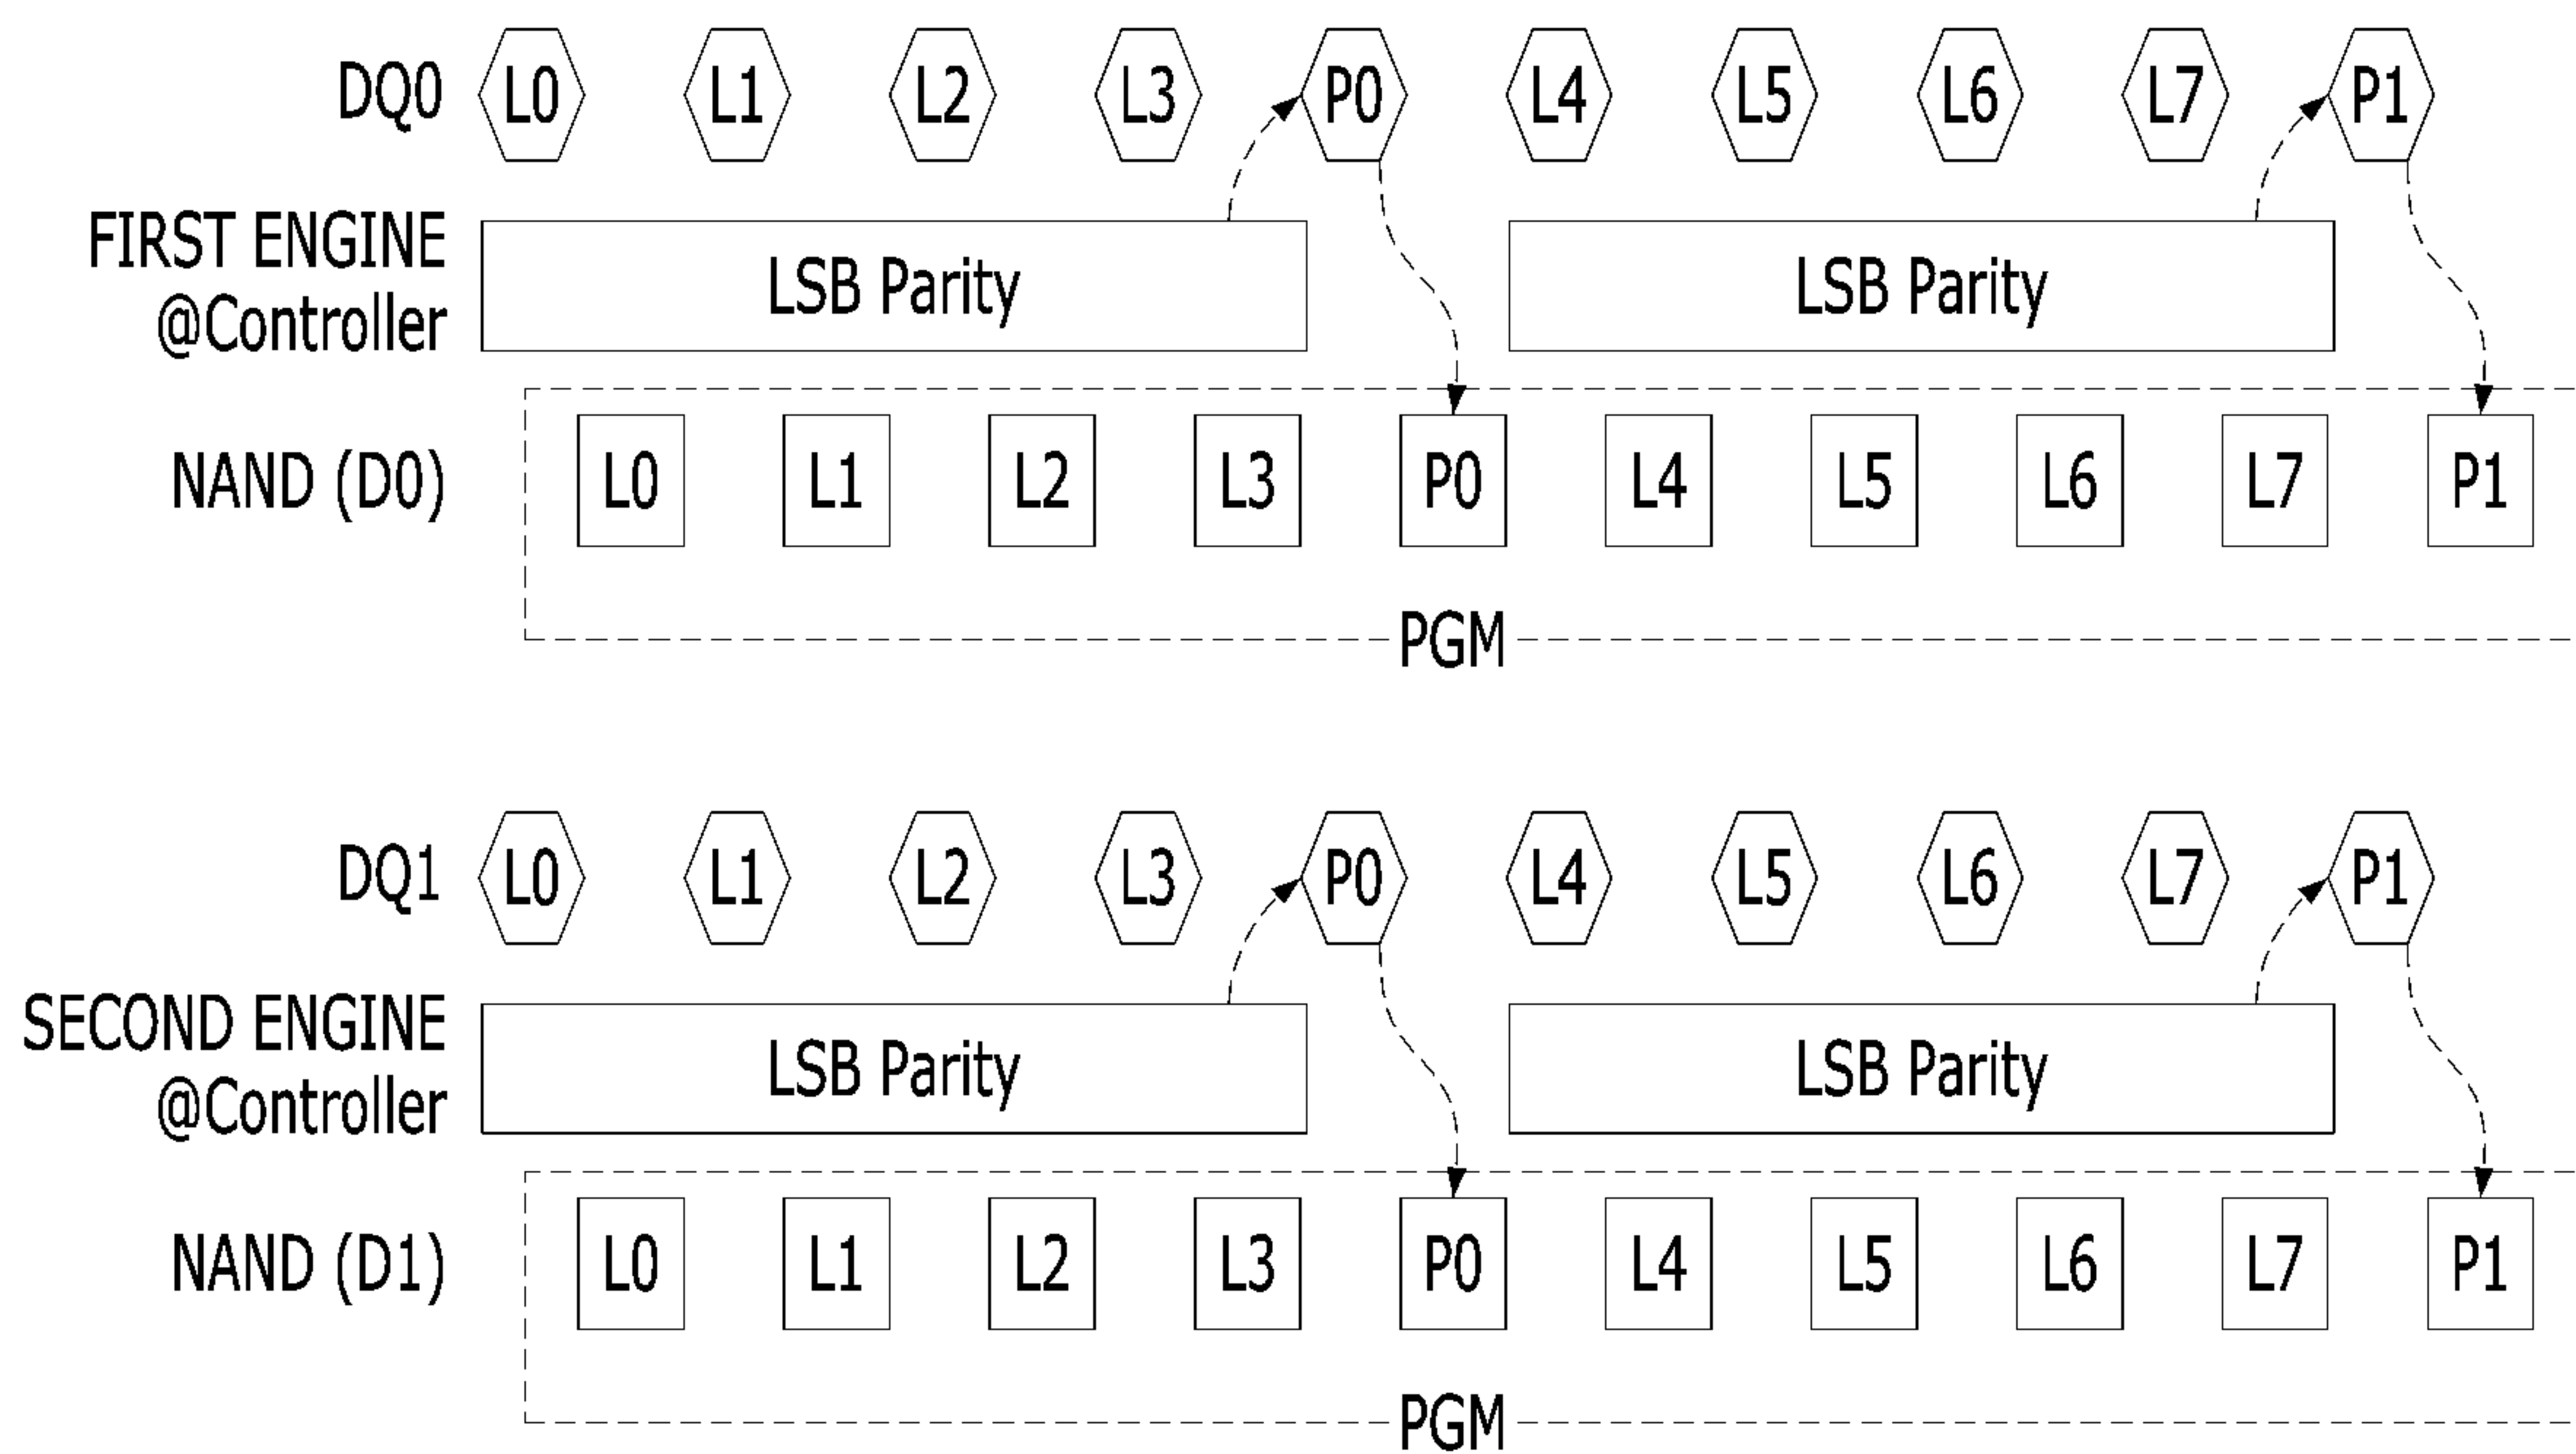 DQ0 L0 L1 L2 L3 P0 L4 L5 L6 L7 P1
FIRST ENGINE
@Controller
LSB Parity LSB Parity
NAND (D0) L0 L1 L2 L3 P0 L4 L5 L6 L7 P1
PGM
DQ1 L0 L1 L2 L3 P0 L4 L5 L6 L7 P1
SECOND ENGINE
@Controller
LSB Parity LSB Parity
NAND (D1) L0 L1 L2 L3 P0 L4 L5 L6 L7 P1
PGM